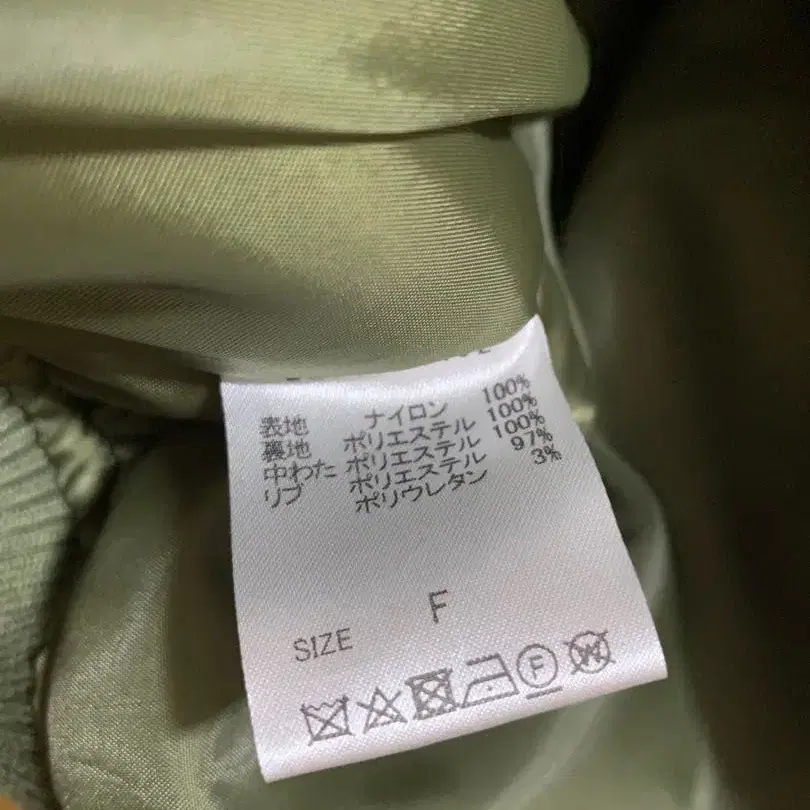 表地 ナイロン 100%
裏地 ポリエステル 100%
中わた ポリエステル 100%
リブ ポリエステル 97%
ポリウレタン 3%
SIZE F
F
W